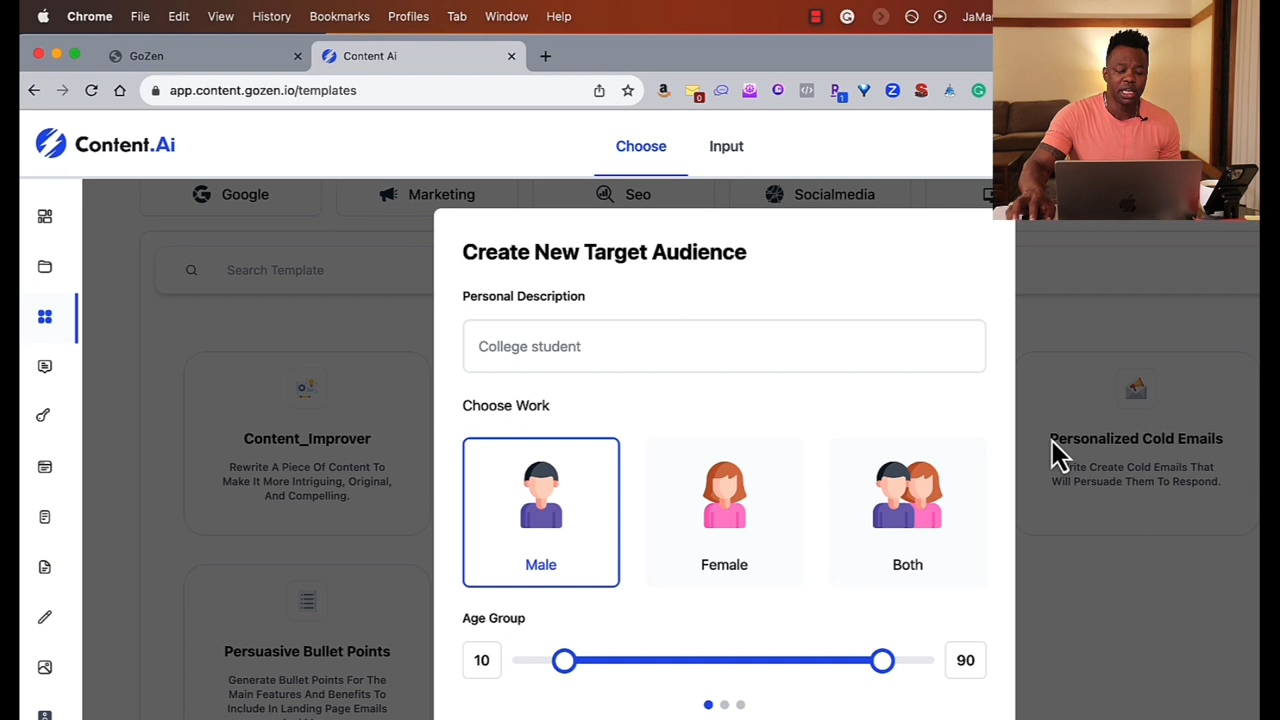 Chrome File Edit View History Bookmarks Profiles Tab Window Help JaMa
GoZen
Content Ai
app.content.gozen.io/templates
0
1
Content.Ai
Choose
Input
Google
Marketing
Seo
Socialmedia
Search Template
Create New Target Audience
Personal Description
College student
Choose Work
Male
Female
Both
Age Group
10
90
Content_Improver
Rewrite A Piece Of Content To
Make It More Intriguing, Original,
And Compelling.
Personalized Cold Emails
rite Create Cold Emails That
Will Persuade Them To Respond.
Persuasive Bullet Points
Generate Bullet Points For The
Main Features And Benefits To
Include In Landing Page Emails